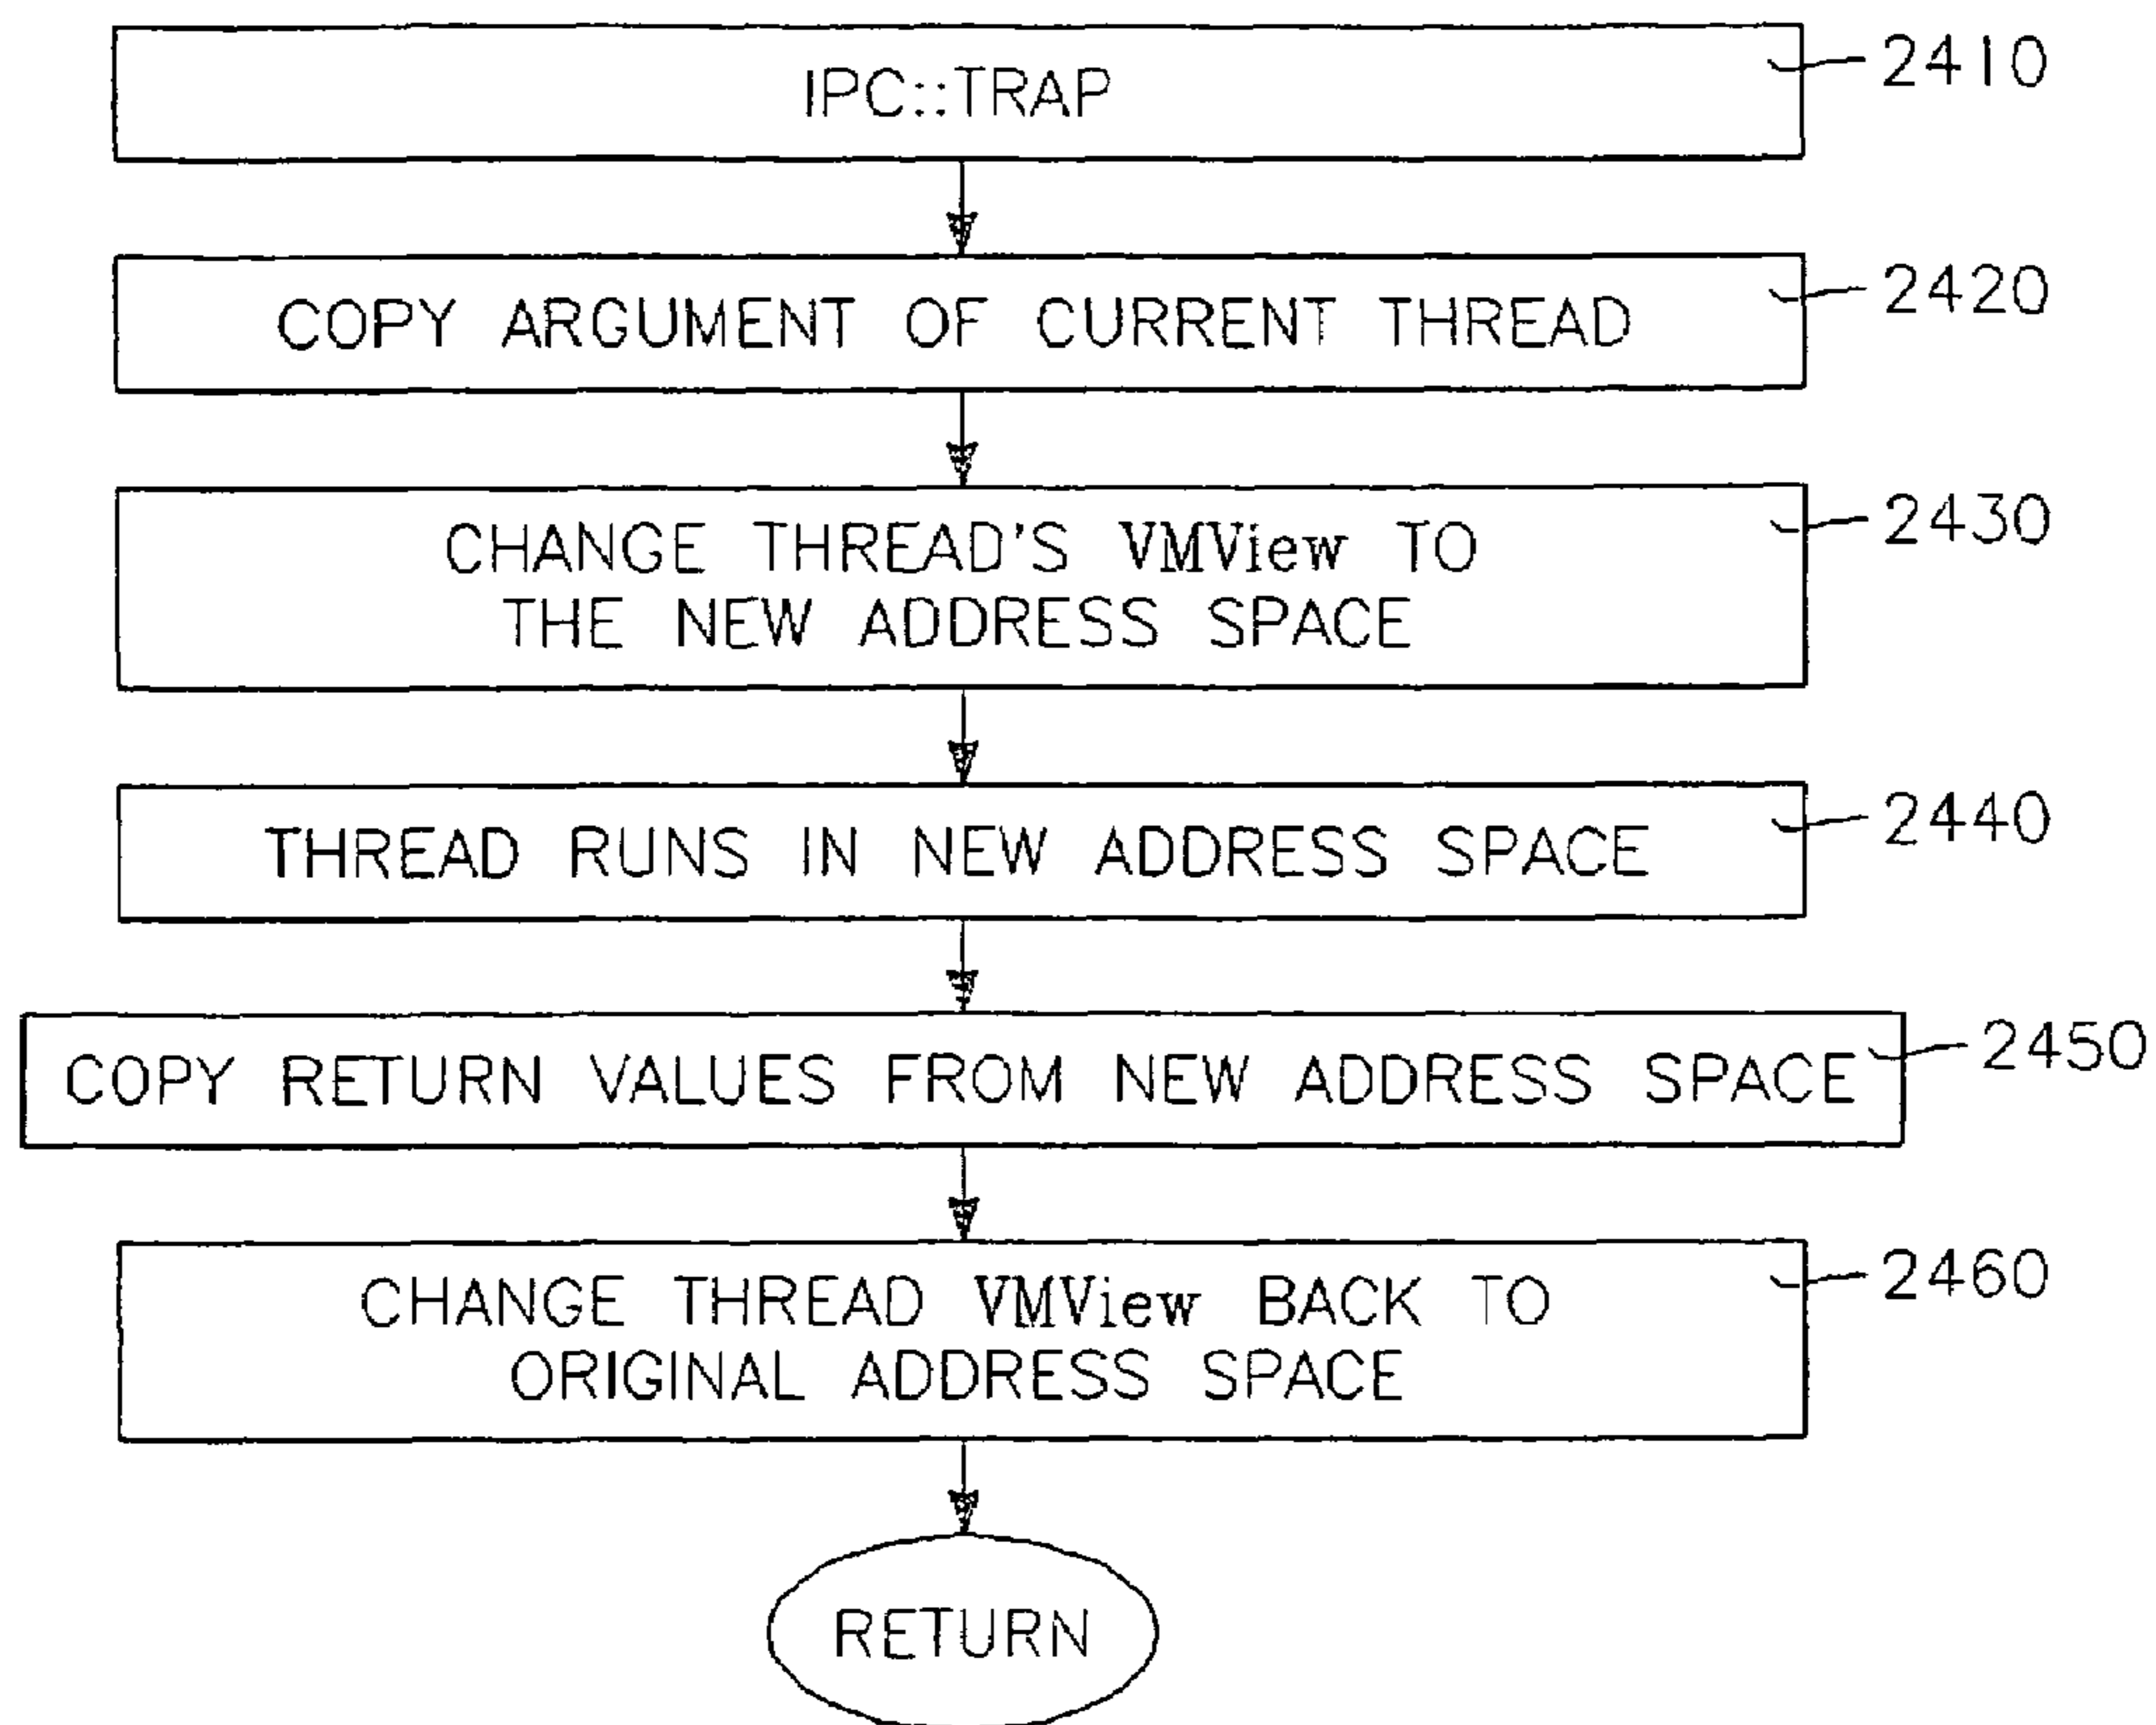 IPC::TRAP
2410
COPY ARGUMENT OF CURRENT THREAD
2420
CHANGE THREAD'S VMView TO
THE NEW ADDRESS SPACE
2430
THREAD RUNS IN NEW ADDRESS SPACE
2440
COPY RETURN VALUES FROM NEW ADDRESS SPACE
2450
CHANGE THREAD VMView BACK TO
ORIGINAL ADDRESS SPACE
2460
RETURN